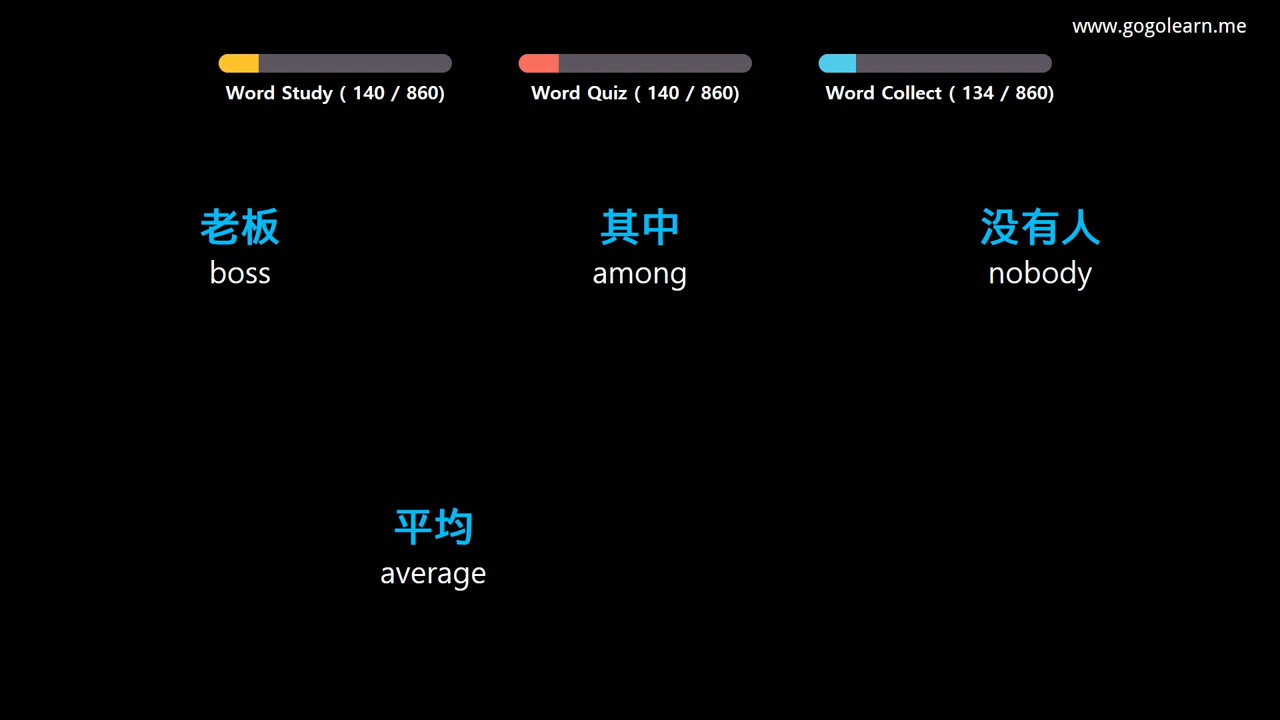 www.gogolearn.me
Word Study ( 140 / 860)
Word Quiz ( 140 / 860)
Word Collect ( 134 / 860)
老板
boss
其中
among
没有人
nobody
平均
average